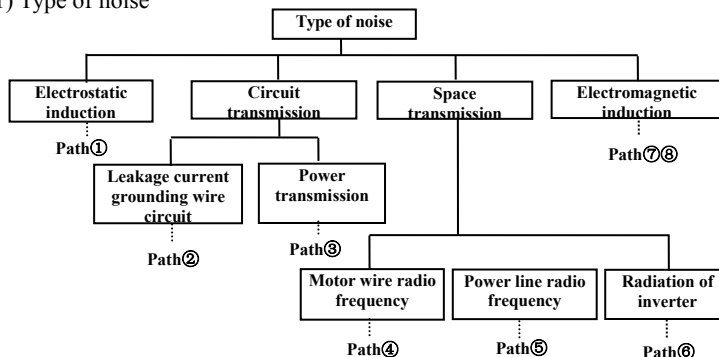 1) Type of noise
Type of noise
Electrostatic
induction
Circuit
transmission
Space
transmission
Electromagnetic
induction
Path①
Path⑦⑧
Leakage current
grounding wire
circuit
Power
transmission
Path②
Path③
Motor wire radio
frequency
Power line radio
frequency
Radiation of
inverter
Path④
Path⑤
Path⑥